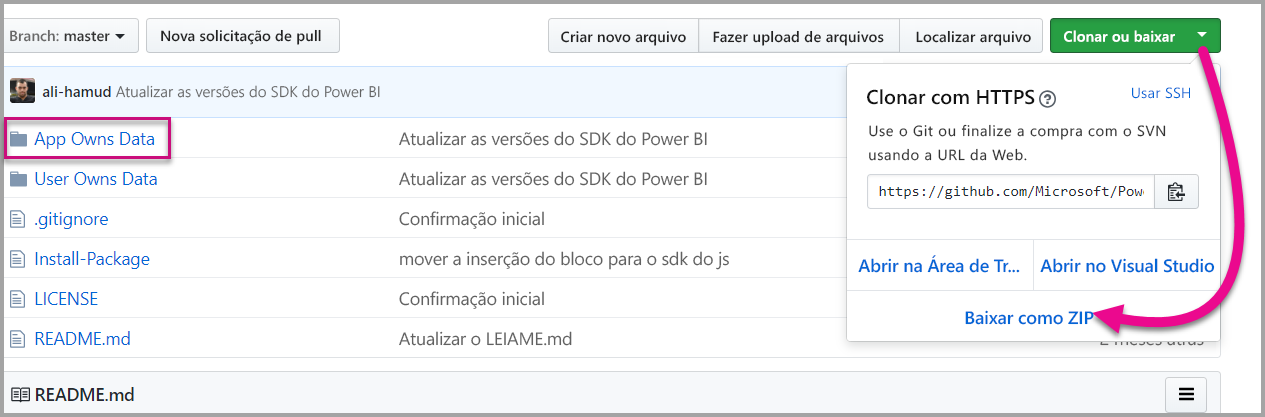 Branch: master
Nova solicitação de pull
Criar novo arquivo
Fazer upload de arquivos
Localizar arquivo
Clonar ou baixar
ali-hamud Atualizar as versões do SDK do Power BI
App Owns Data
Atualizar as versões do SDK do Power BI
User Owns Data
Atualizar as versões do SDK do Power BI
.gitignore
Confirmação inicial
Install-Package
mover a inserção do bloco para o sdk do js
LICENSE
Confirmação inicial
README.md
Atualizar o LEIAME.md
Clonar com HTTPS ?
Usar SSH
Use o Git ou finalize a compra com o SVN
usando a URL da Web.
https://github.com/Microsoft/Pow
Abrir na Área de Tr...
Abrir no Visual Studio
Baixar como ZIP
README.md